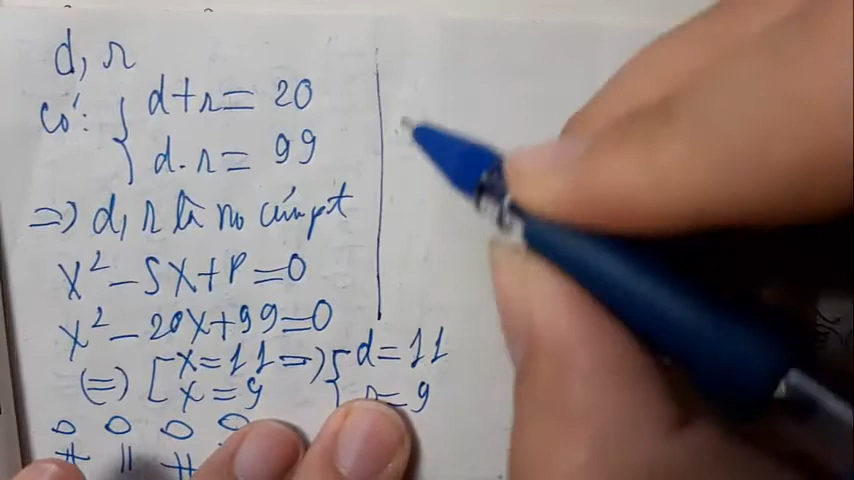 d, r
Có: { d+r = 20
d.r = 99
=> d, r là no của pt
X² - SX + P = 0
X² - 20X + 99 = 0
(=) [ X = 11 => { d = 11
X = 9 r = 9